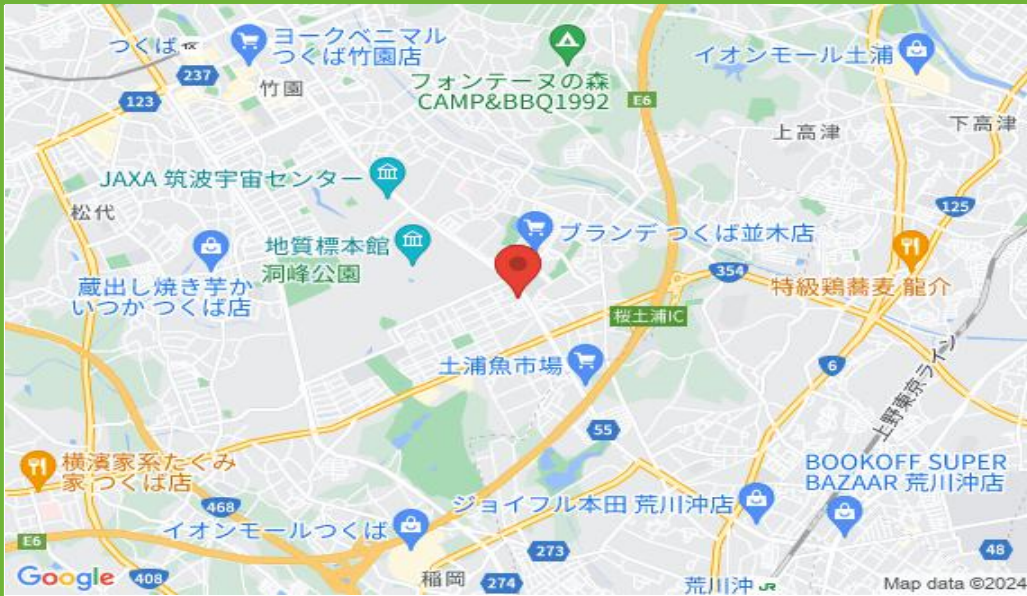 つくば
ヨークベニマル
つくば竹園店
237
123
竹園
フォンテーヌの森
CAMP&BBQ1992
E6
イオンモール土浦
上高津
下高津
JAXA 筑波宇宙センター
松代
125
地質標本館
洞峰公園
ブランデ つくば並木店
蔵出し焼き芋か
いつか つくば店
354
特級鶏蕎麦 龍介
桜土浦IC
土浦魚市場
6
上野東京ライン
55
横濱家系たくみ
家 つくば店
468
イオンモールつくば
ジョイフル本田 荒川沖店
BOOKOFF SUPER
BAZAAR 荒川沖店
E6
273
48
Google
408
稲岡
274
荒川沖
JR
Map data ©2024